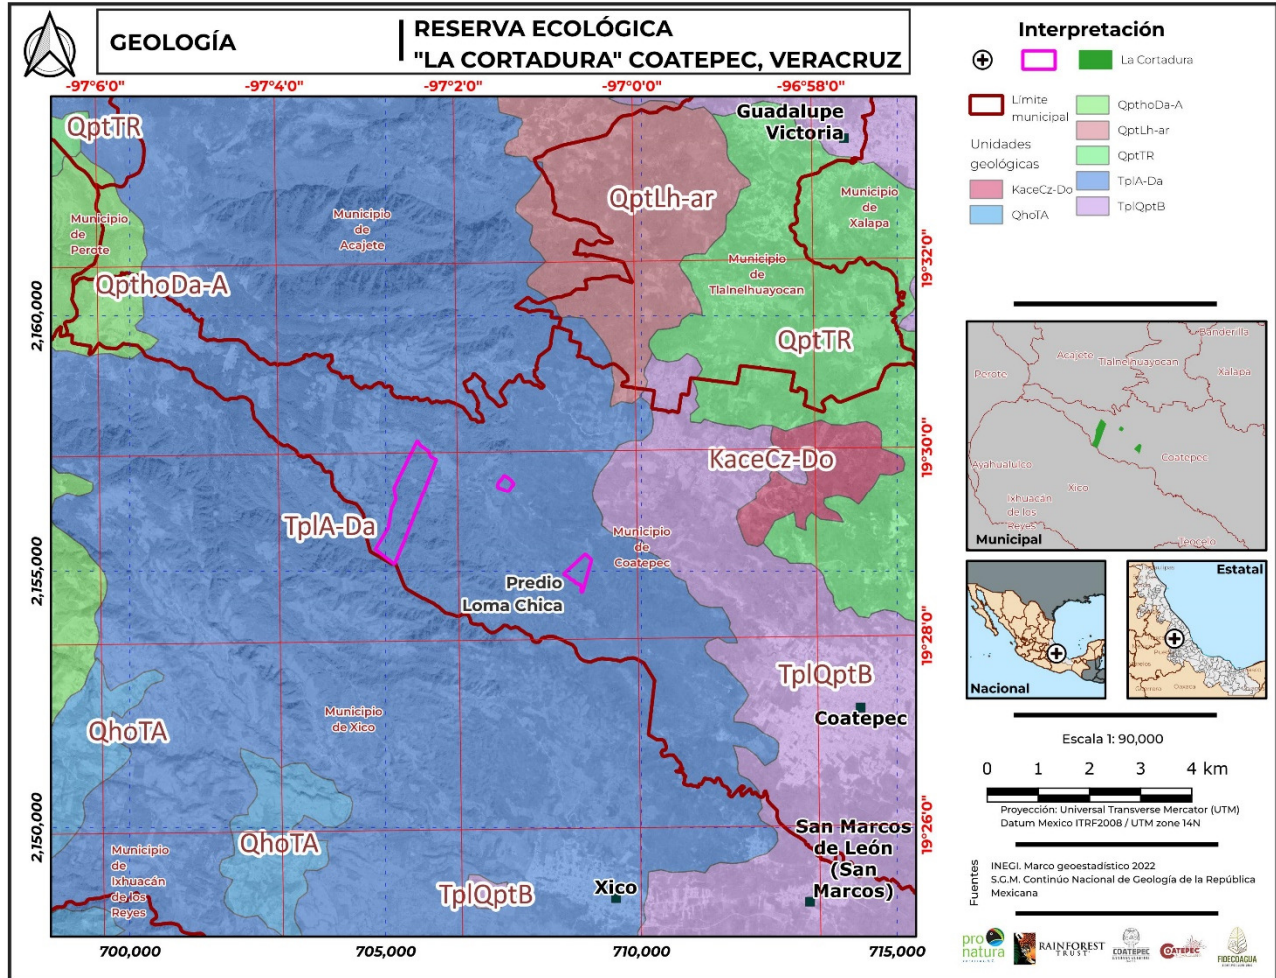 GEOLOGÍA
RESERVA ECOLÓGICA
"LA CORTADURA" COATEPEC, VERACRUZ
-97°6'0"
-97°4'0"
-97°2'0"
-97°0'0"
-96°58'0"
QptTR
Guadalupe
Victoria
QptLh-ar
Municipio
de
Perote
Municipio
de
Acajete
Municipio
de
Xalapa
Municipio
de
Tlalnelhuayocan
QpthoDa-A
QptTR
19°32'0"
2,160,000
KaceCz-Do
19°30'0"
TplA-Da
Municipio
de
Coatepec
2,155,000
Predio
Loma Chica
19°28'0"
TplQptB
Coatepec
Municipio
de Xico
QhoTA
QhoTA
19°26'0"
2,150,000
San Marcos
de León
(San
Marcos)
Municipio
de
Ixhuacán
de los
Reyes
TplQptB
Xico
700,000
705,000
710,000
715,000
Interpretación
La Cortadura
Límite
municipal
Unidades
geológicas
KaceCz-Do
QhoTA
QpthoDa-A
QptLh-ar
QptTR
TplA-Da
TplQptB
Banderilla
Acajete
Tlalnelhuayocan
Perote
Xalapa
Ayahualulco
Coatepec
Xico
Ixhuacán
de los
Reyes
Teocelo
Municipal
Nacional
Estatal
Oaxaca
Escala 1: 90,000
0 1 2 3 4 km
Proyección: Universal Transverse Mercator (UTM)
Datum Mexico ITRF2008 / UTM zone 14N
Fuentes
INEGI. Marco geoestadístico 2022
S.G.M. Continúo Nacional de Geología de la República
Mexicana
pro
natura
RAINFOREST
TRUST
COATEPEC
COATEPEC
FIDECOAGUA